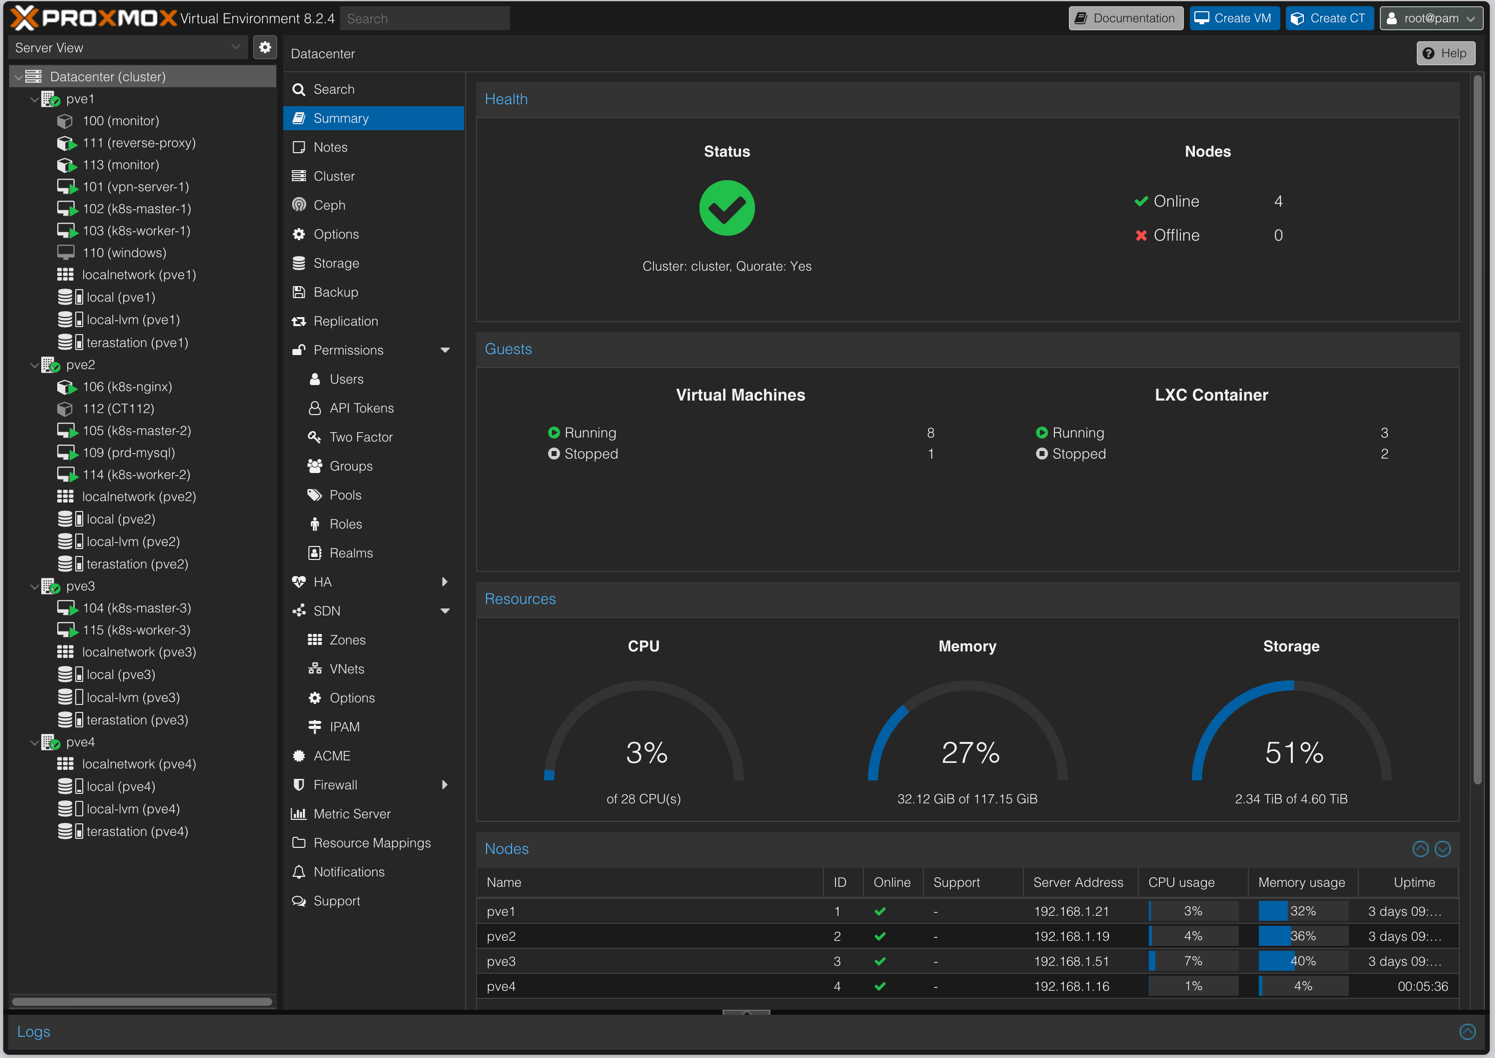 PROXMOX Virtual Environment 8.2.4 Search Documentation Create VM Create CT root@pam
Server View
Datacenter Help
Datacenter (cluster)
pve1
100 (monitor)
111 (reverse-proxy)
113 (monitor)
101 (vpn-server-1)
102 (k8s-master-1)
103 (k8s-worker-1)
110 (windows)
localnetwork (pve1)
local (pve1)
local-lvm (pve1)
terastation (pve1)
pve2
106 (k8s-nginx)
112 (CT112)
105 (k8s-master-2)
109 (prd-mysql)
114 (k8s-worker-2)
localnetwork (pve2)
local (pve2)
local-lvm (pve2)
terastation (pve2)
pve3
104 (k8s-master-3)
115 (k8s-worker-3)
localnetwork (pve3)
local (pve3)
local-lvm (pve3)
terastation (pve3)
pve4
localnetwork (pve4)
local (pve4)
local-lvm (pve4)
terastation (pve4)
Search
Summary
Notes
Cluster
Ceph
Options
Storage
Backup
Replication
Permissions
Users
API Tokens
Two Factor
Groups
Pools
Roles
Realms
HA
SDN
Zones
VNets
Options
IPAM
ACME
Firewall
Metric Server
Resource Mappings
Notifications
Support
Health
Status Nodes
Online 4
Offline 0
Cluster: cluster, Quorate: Yes
Guests
Virtual Machines LXC Container
Running 8 Running 3
Stopped 1 Stopped 2
Resources
CPU Memory Storage
3% 27% 51%
of 28 CPU(s) 32.12 GiB of 117.15 GiB 2.34 TiB of 4.60 TiB
Nodes
Name ID Online Support Server Address CPU usage Memory usage Uptime
pve1 1 - 192.168.1.21 3% 32% 3 days 09:...
pve2 2 - 192.168.1.19 4% 36% 3 days 09:...
pve3 3 - 192.168.1.51 7% 40% 3 days 09:...
pve4 4 - 192.168.1.16 1% 4% 00:05:36
Logs